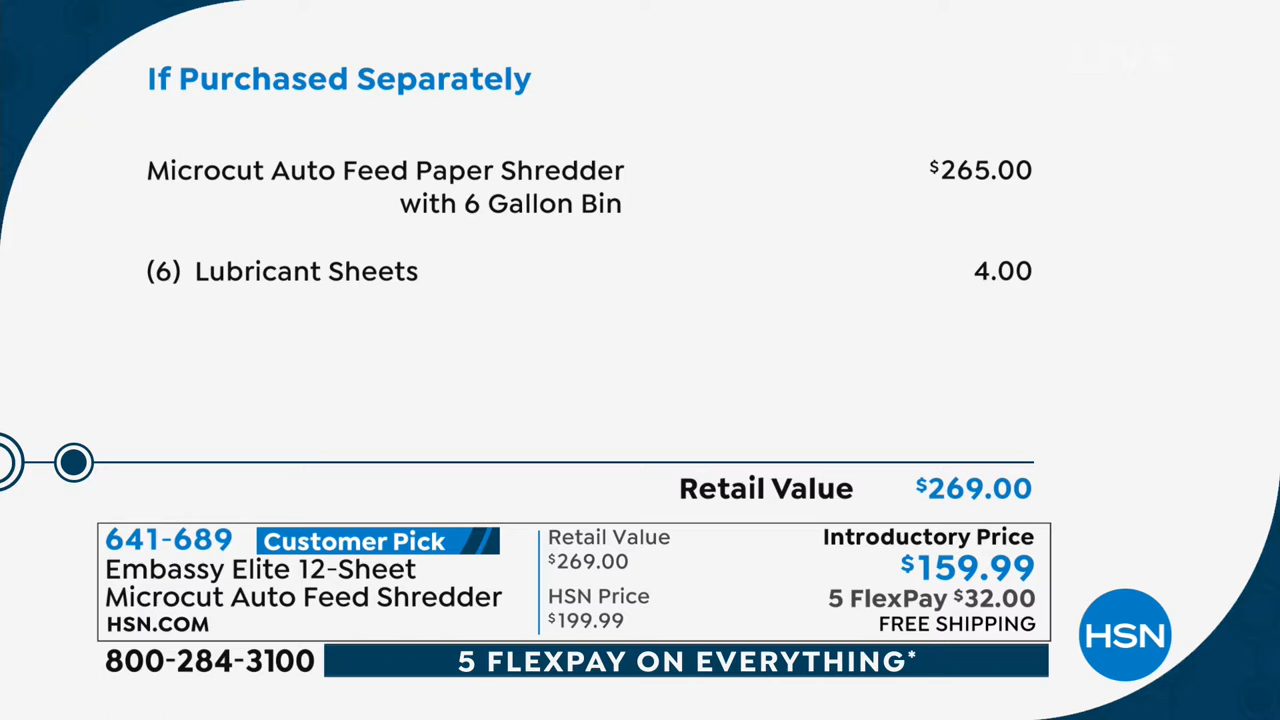 If Purchased Separately
Microcut Auto Feed Paper Shredder $265.00
with 6 Gallon Bin
(6) Lubricant Sheets 4.00
Retail Value $269.00
641-689 Customer Pick
Embassy Elite 12-Sheet
Microcut Auto Feed Shredder
HSN.COM
Retail Value
$269.00
HSN Price
$199.99
Introductory Price
$159.99
5 FlexPay $32.00
FREE SHIPPING
HSN
800-284-3100 5 FLEXPAY ON EVERYTHING*